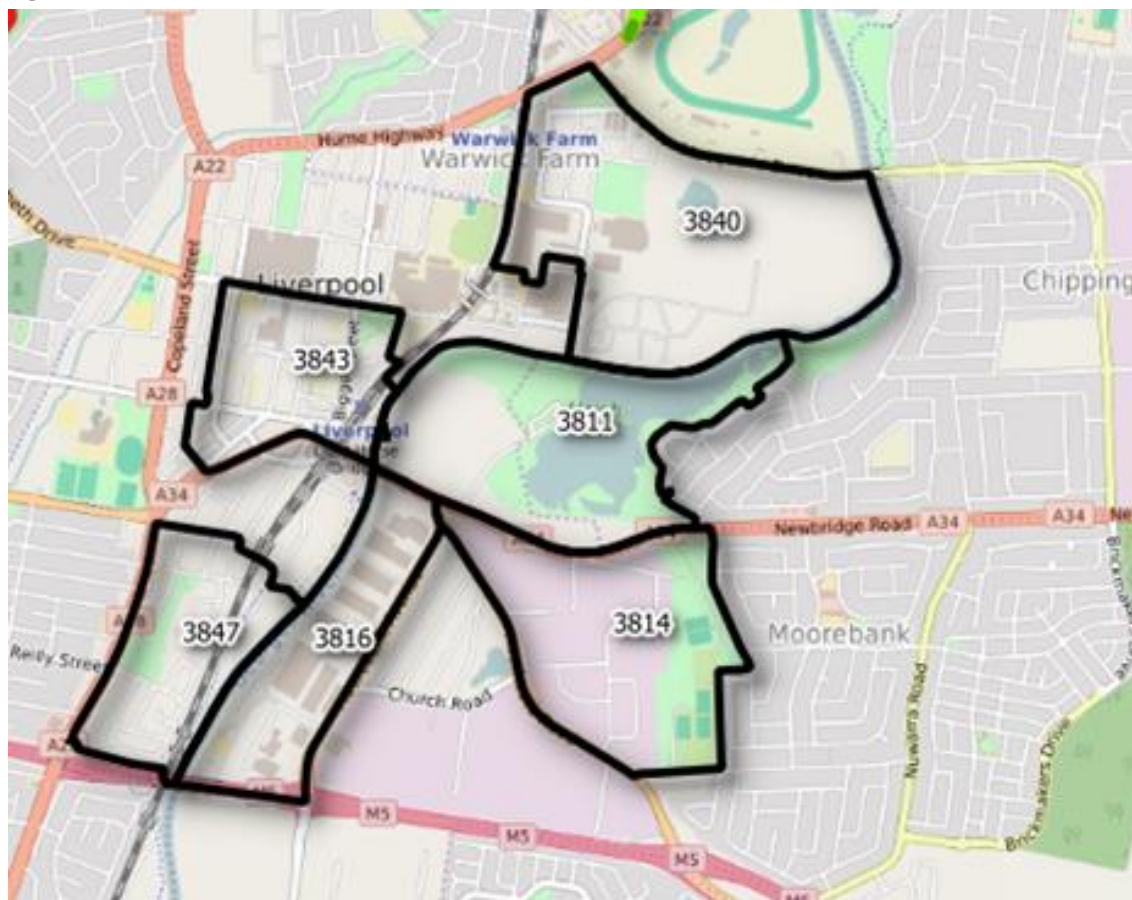 Hume Highway
Warwick Farm
Warwick Farm
A22
3840
Copeland Street
Chipping
Liverpool
3843
A28
3811
Liverpool
A34
Newbridge Road
A34
A34
3847
3816
3814
Moorebank
Reilly Street
Church Road
Nuwarra Road
Brickmakers Drive
M5
M5
M5